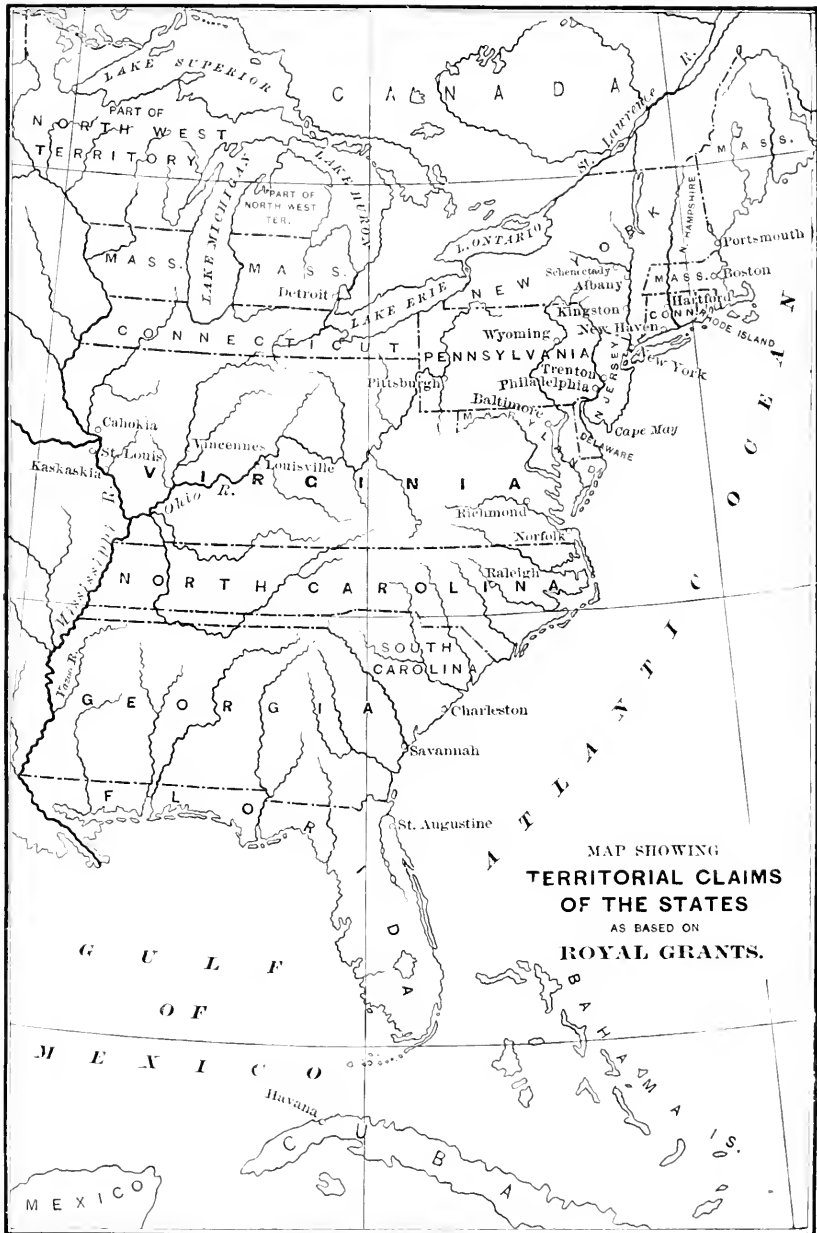 LAKE SUPERIOR
CANADA
St. Lawrence R.
PART OF
NORTH WEST
TERRITORY
LAKE MICHIGAN
LAKE HURON
PART OF
NORTH WEST
TER.
MASS.
N. HAMPSHIRE
L. ONTARIO
NEW YORK
Portsmouth
MASS.
MASS.
Detroit
LAKE ERIE
Schenectady
Albany
MASS.
Boston
Kingston
Hartford
CONN.
RHODE ISLAND
CONNECTICUT
Wyoming
New Haven
PENNSYLVANIA
New York
Pittsburgh
Trenton
Philadelphia
N JERSEY
Baltimore
MARYLAND
DELAWARE
Cape May
Cahokia
St. Louis
Vincennes
Kaskaskia
Louisville
VIRGINIA
Ohio R.
Richmond
Norfolk
Mississippi R.
NORTH CAROLINA
Raleigh
SOUTH
CAROLINA
Yazoo R.
GEORGIA
Charleston
Savannah
FLORIDA
St. Augustine
ATLANTIC OCEAN
MAP SHOWING
TERRITORIAL CLAIMS
OF THE STATES
AS BASED ON
ROYAL GRANTS.
GULF
OF
MEXICO
BAHAMA IS.
Havana
CUBA
MEXICO